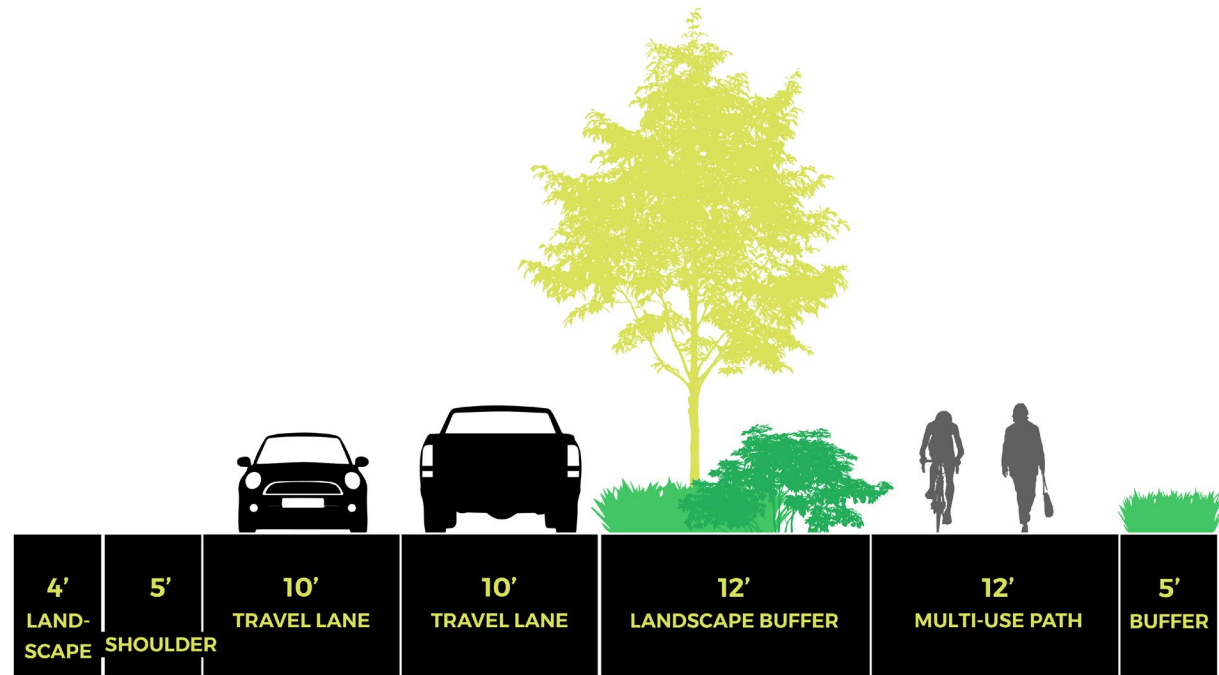 4’
LAND-
SCAPE
5’
SHOULDER
10’
TRAVEL LANE
10’
TRAVEL LANE
12’
LANDSCAPE BUFFER
12’
MULTI-USE PATH
5’
BUFFER